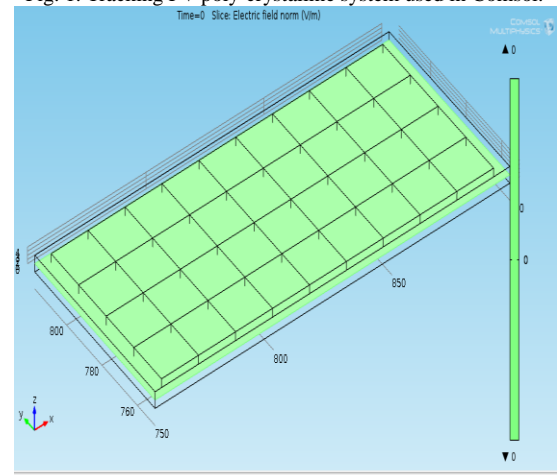 Fig. 1. Tracking PV poly-crystalline system used in Comsol.
Time=0 Slice: Electric field norm (V/m)
COMSOL
MULTIPHYSICS
▲ 0
0
0
850
800
800
780
760
750
z
y
x
▼ 0